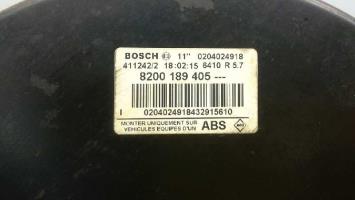 BOSCH 11" 0204024918
411242/2 18:02:15 6410 R 5.7
8200 189 405 ---
I 0204024918432915610
MONTER UNIQUEMENT SUR
VEHICULES EQUIPES D'UN ABS